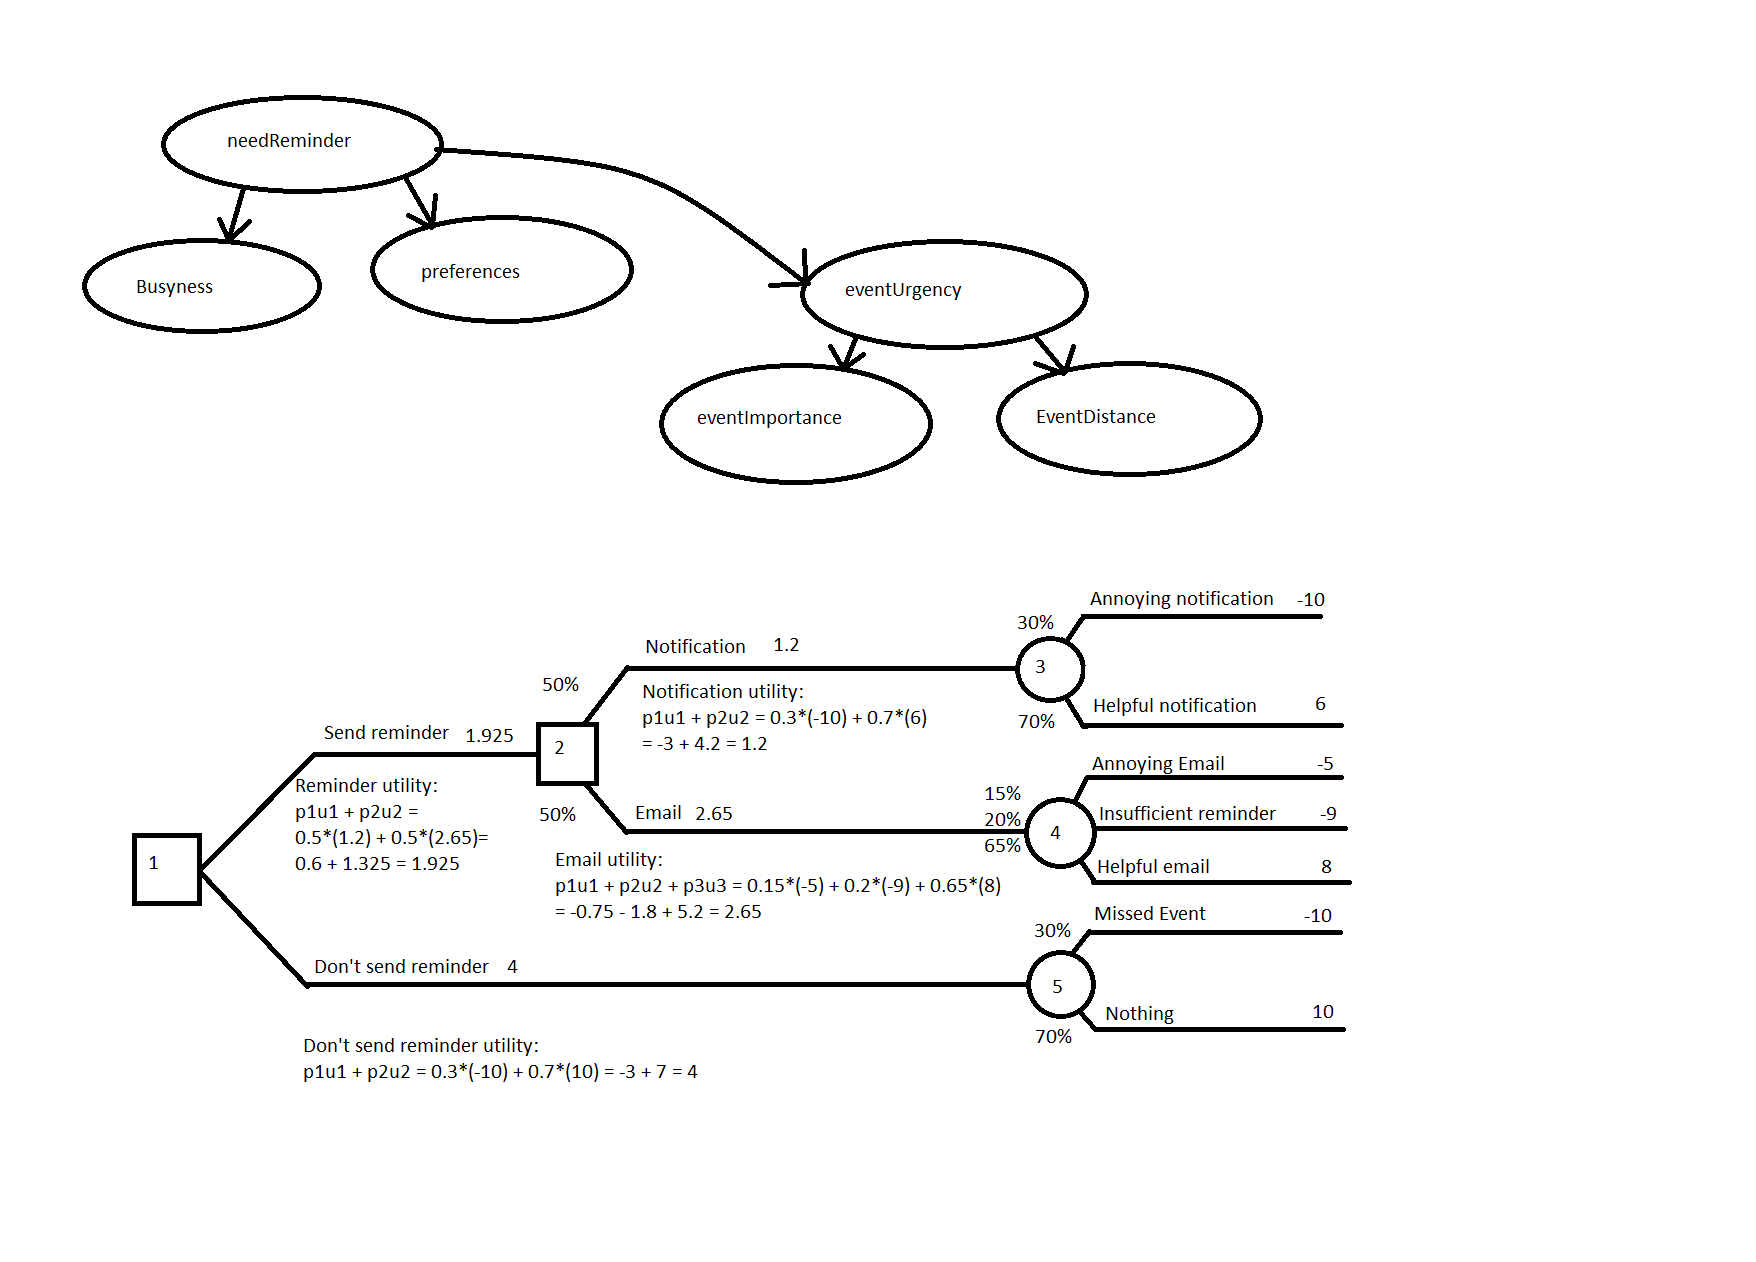 needReminder
Busyness
preferences
eventUrgency
eventImportance
EventDistance
Annoying notification -10
30%
3
Notification 1.2
Helpful notification 6
70%
50%
Notification utility:
p1u1 + p2u2 = 0.3*(-10) + 0.7*(6)
= -3 + 4.2 = 1.2
Send reminder 1.925
2
Reminder utility:
p1u1 + p2u2 =
0.5*(1.2) + 0.5*(2.65)=
0.6 + 1.325 = 1.925
50%
Email 2.65
Annoying Email -5
15%
20%
65%
4
Insufficient reminder -9
Helpful email 8
Email utility:
p1u1 + p2u2 + p3u3 = 0.15*(-5) + 0.2*(-9) + 0.65*(8)
= -0.75 - 1.8 + 5.2 = 2.65
1
Missed Event -10
30%
Don't send reminder 4
5
Nothing 10
70%
Don't send reminder utility:
p1u1 + p2u2 = 0.3*(-10) + 0.7*(10) = -3 + 7 = 4